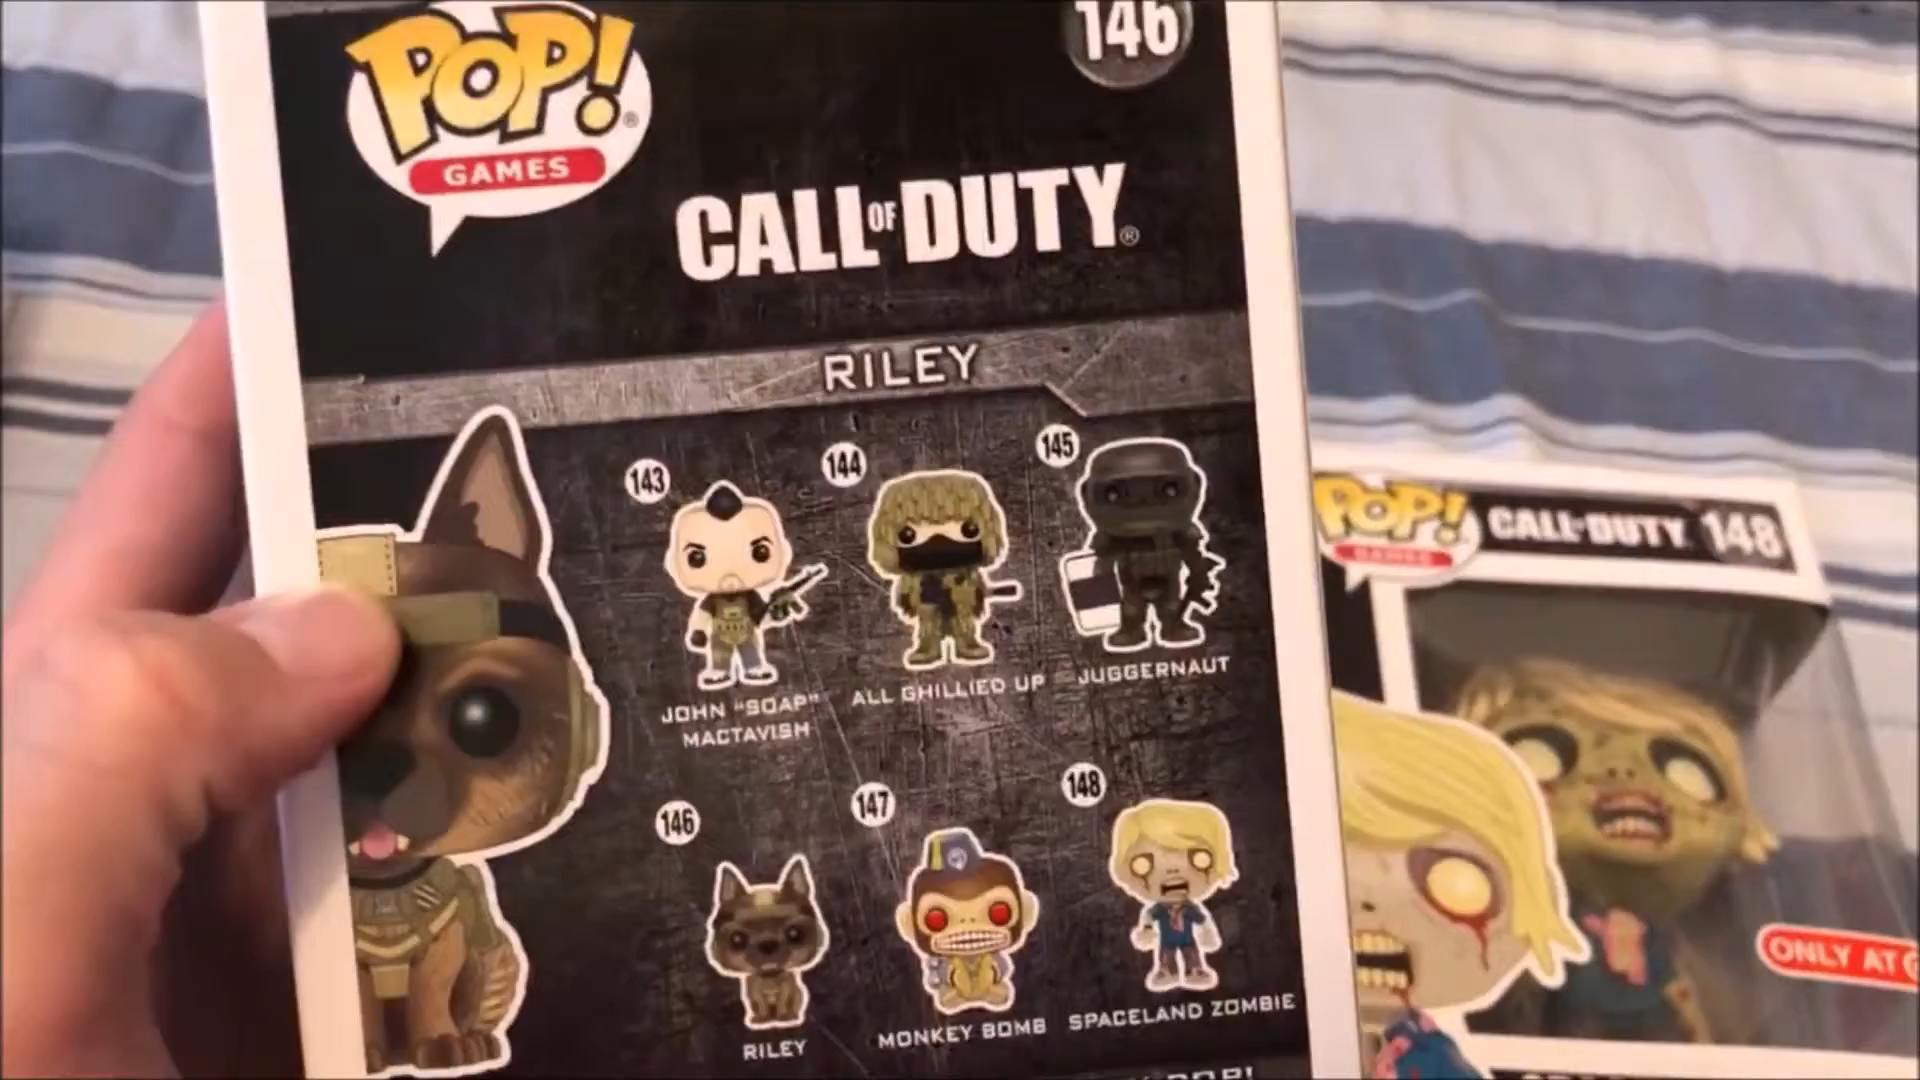 POP!®
GAMES
146
CALL OF DUTY®
RILEY
143
144
145
JOHN "SOAP"
MACTAVISH
ALL GHILLIED UP
JUGGERNAUT
146
147
148
RILEY
MONKEY BOMB
SPACELAND ZOMBIE
POP!
POP!
GAMES
CALL OF DUTY
148
ONLY AT